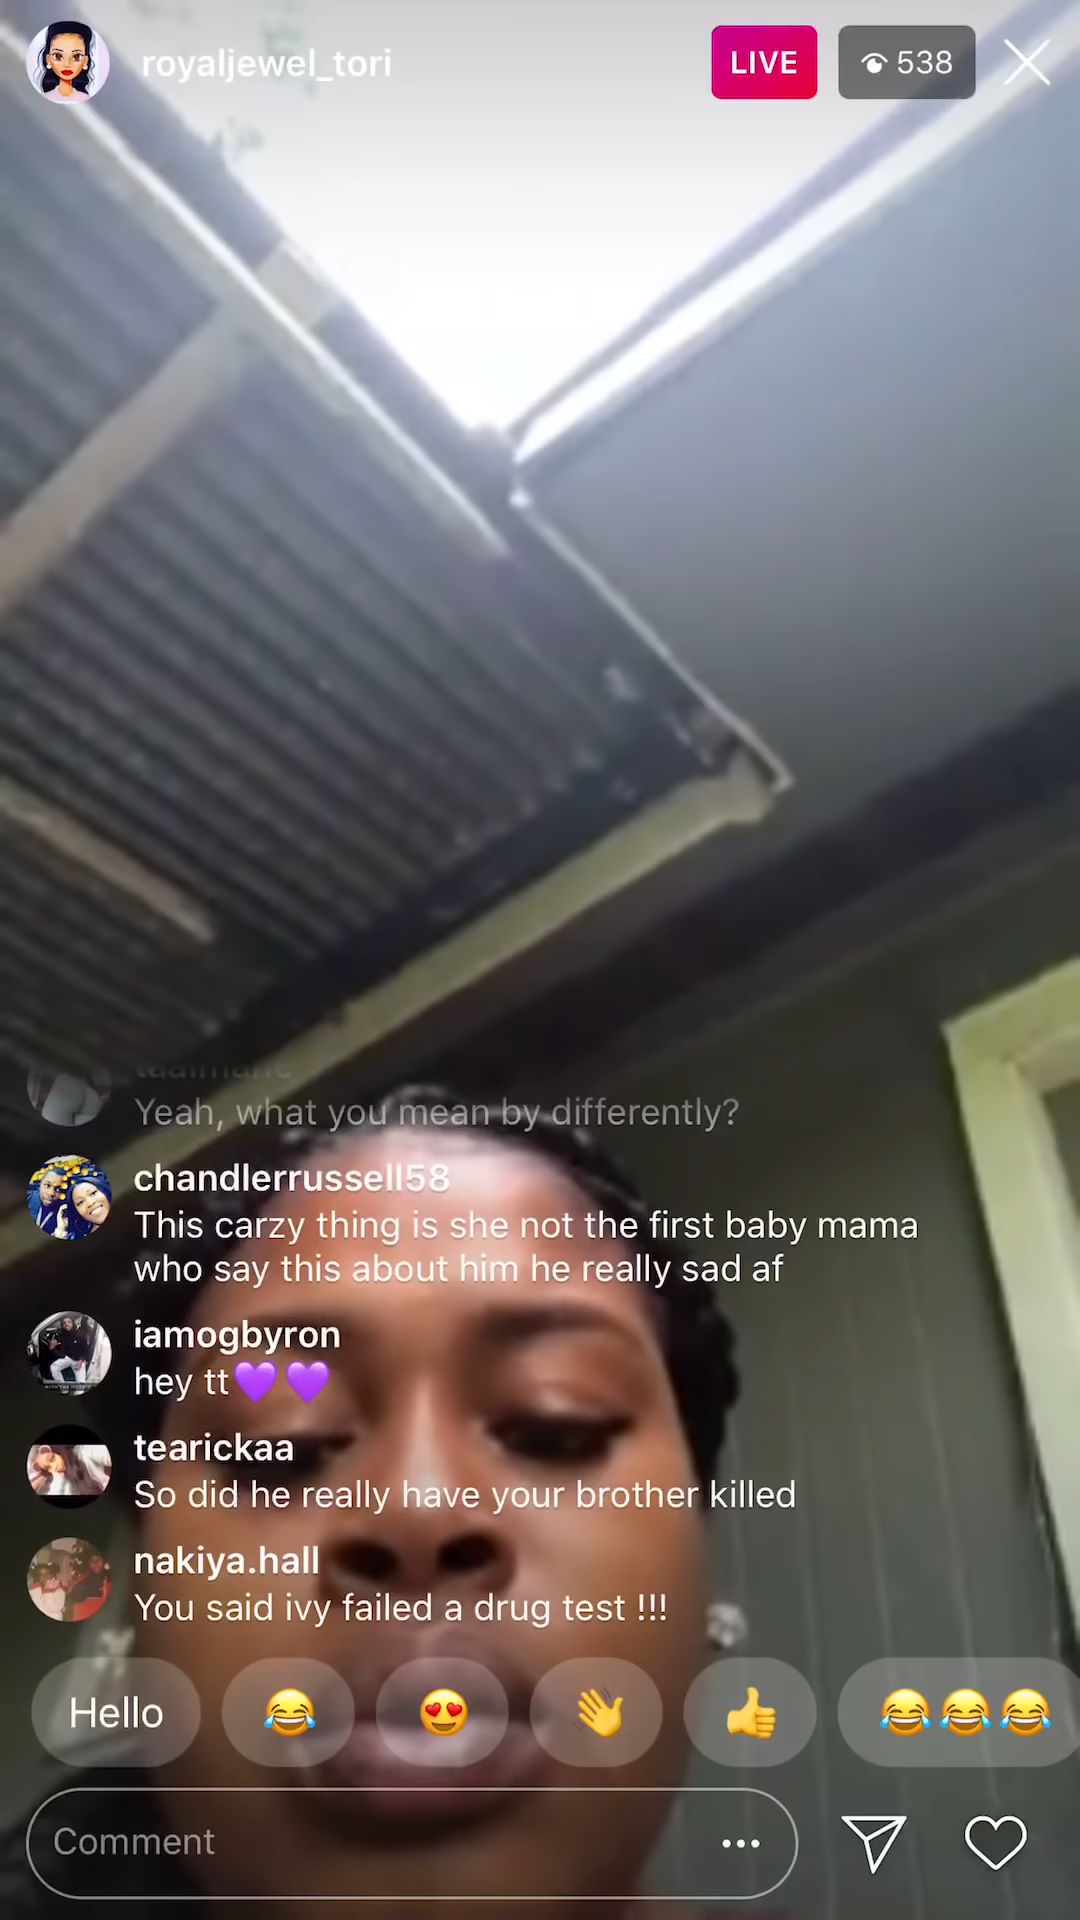 royaljewel_tori
LIVE
538
Yeah, what you mean by differently?
chandlerrussell58
This carzy thing is she not the first baby mama
who say this about him he really sad af
iamogbyron
hey tt💜💜
tearickaa
So did he really have your brother killed
nakiya.hall
You said ivy failed a drug test !!!
Hello
Comment